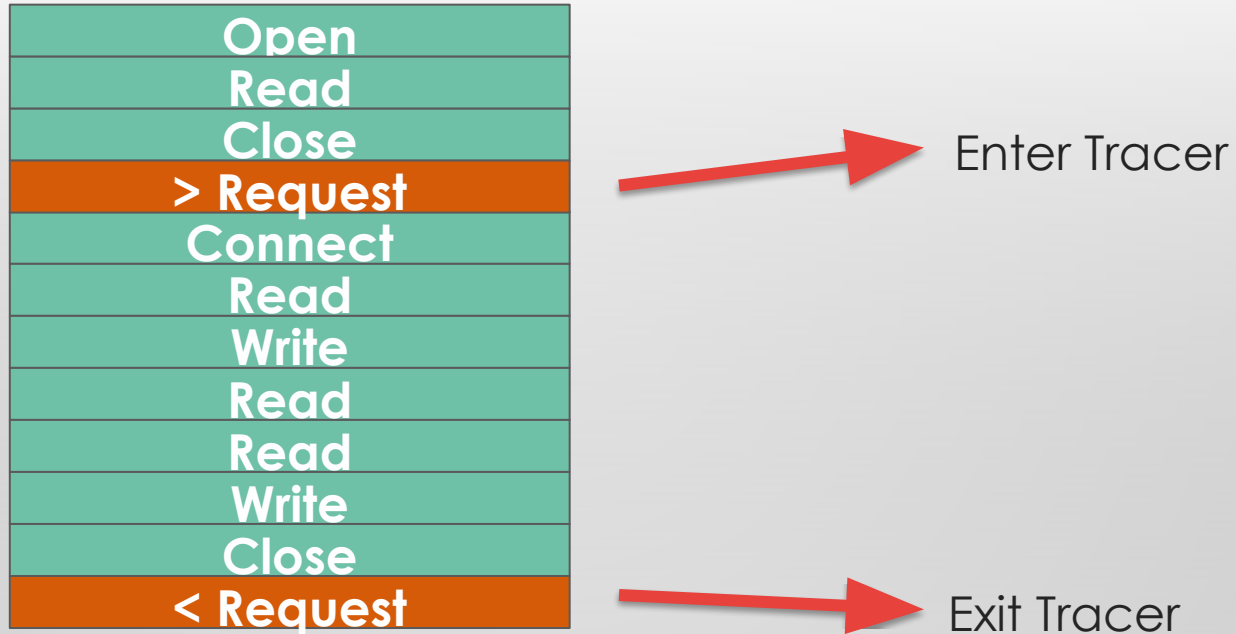 Open
Read
Close
> Request
Connect
Read
Write
Read
Read
Write
Close
< Request
Enter Tracer
Exit Tracer